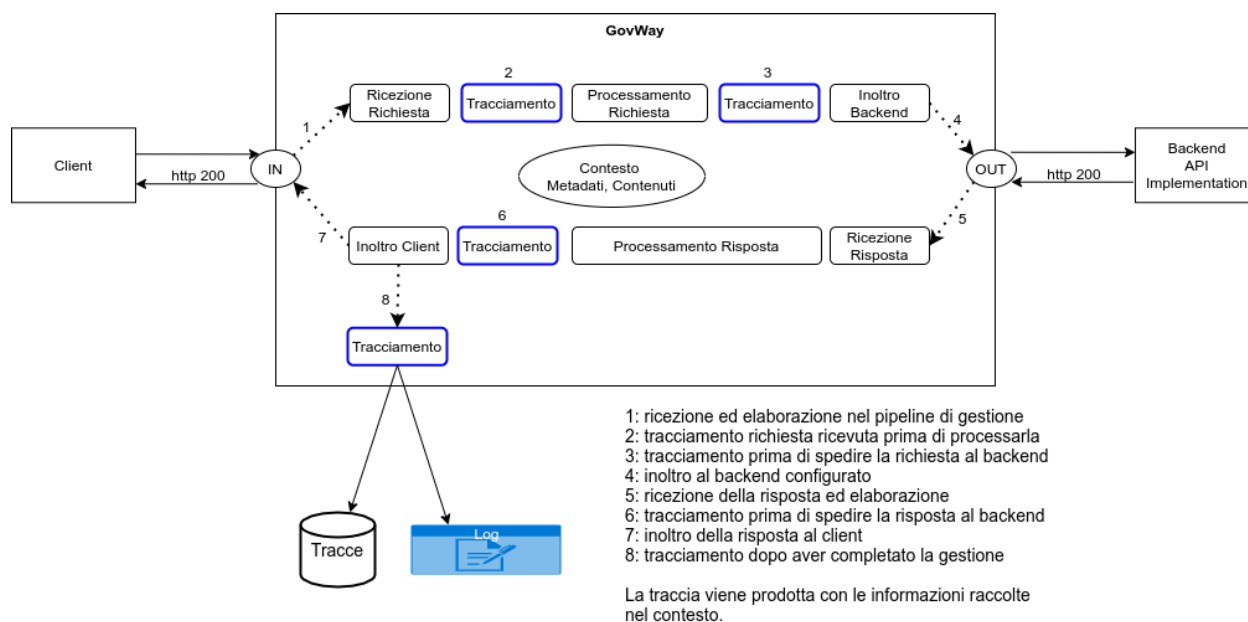 GovWay
2
3
Ricezione
Richiesta
Tracciamento
Processamento
Richiesta
Tracciamento
Inoltro
Backend
1
4
Client
IN
http 200
Contesto
Metadati, Contenuti
OUT
http 200
Backend
API
Implementation
6
7
5
Inoltro Client
Tracciamento
Processamento Risposta
Ricezione
Risposta
8
Tracciamento
Tracce
Log
1: ricezione ed elaborazione nel pipeline di gestione
2: tracciamento richiesta ricevuta prima di processarla
3: tracciamento prima di spedire la richiesta al backend
4: inoltro al backend configurato
5: ricezione della risposta ed elaborazione
6: tracciamento prima di spedire la risposta al backend
7: inoltro della risposta al client
8: tracciamento dopo aver completato la gestione
La traccia viene prodotta con le informazioni raccolte
nel contesto.